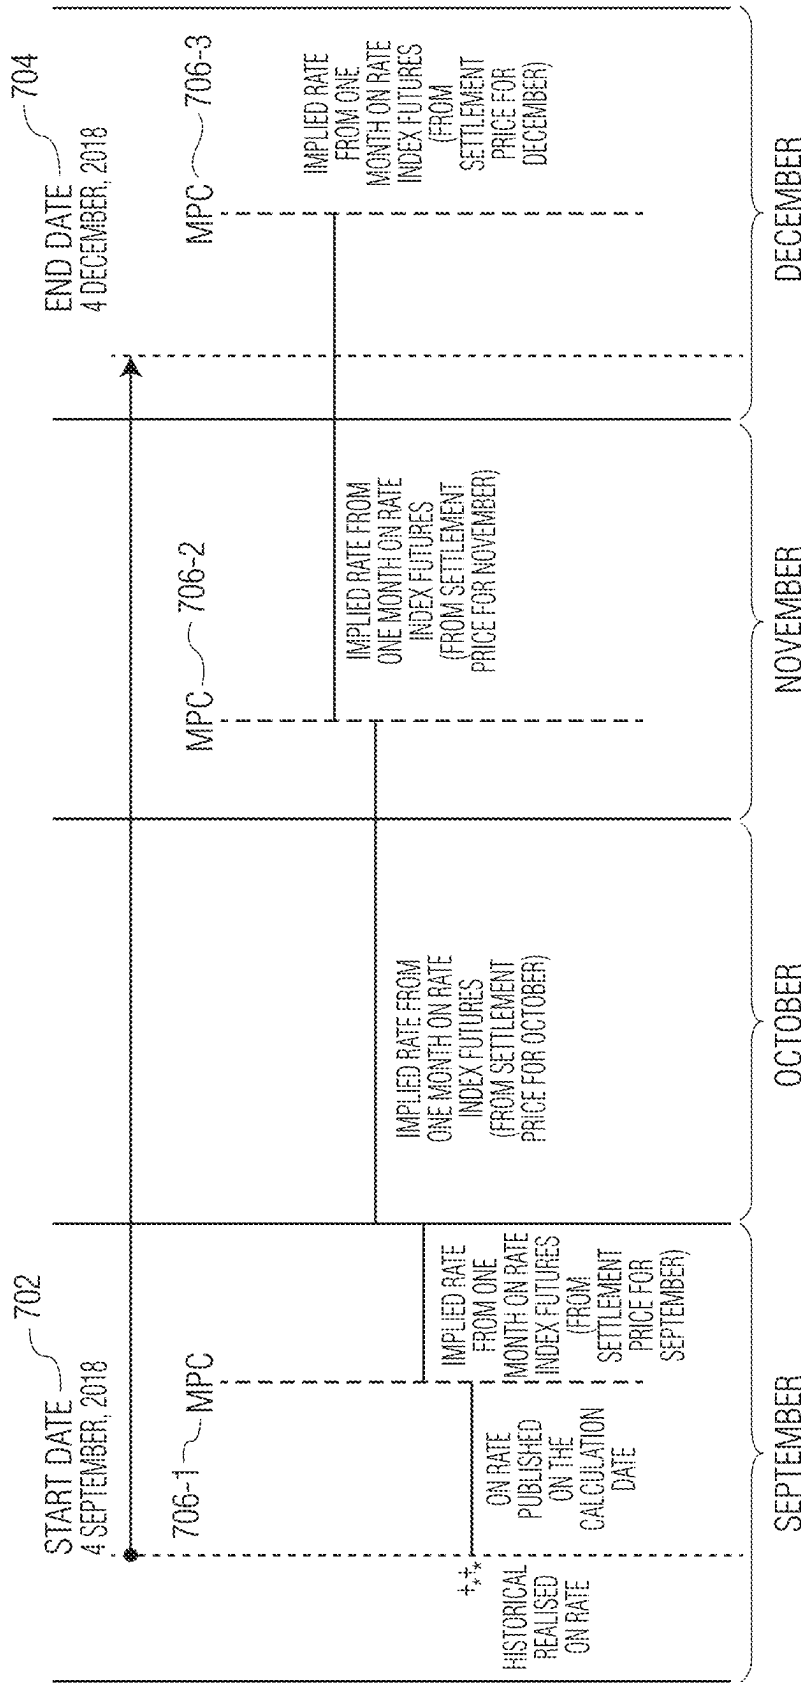 START DATE 702
4 SEPTEMBER, 2018
END DATE 704
4 DECEMBER, 2018
706-1 MPC
MPC 706-2
MPC 706-3
HISTORICAL
REALISED
ON RATE
ON RATE
PUBLISHED
ON THE
CALCULATION
DATE
IMPLIED RATE
FROM ONE
MONTH ON RATE
INDEX FUTURES
(FROM
SETTLEMENT
PRICE FOR
SEPTEMBER)
IMPLIED RATE FROM
ONE MONTH ON RATE
INDEX FUTURES
(FROM SETTLEMENT
PRICE FOR OCTOBER)
IMPLIED RATE FROM
ONE MONTH ON RATE
INDEX FUTURES
(FROM SETTLEMENT
PRICE FOR NOVEMBER)
IMPLIED RATE
FROM ONE
MONTH ON RATE
INDEX FUTURES
(FROM
SETTLEMENT
PRICE FOR
DECEMBER)
SEPTEMBER
OCTOBER
NOVEMBER
DECEMBER